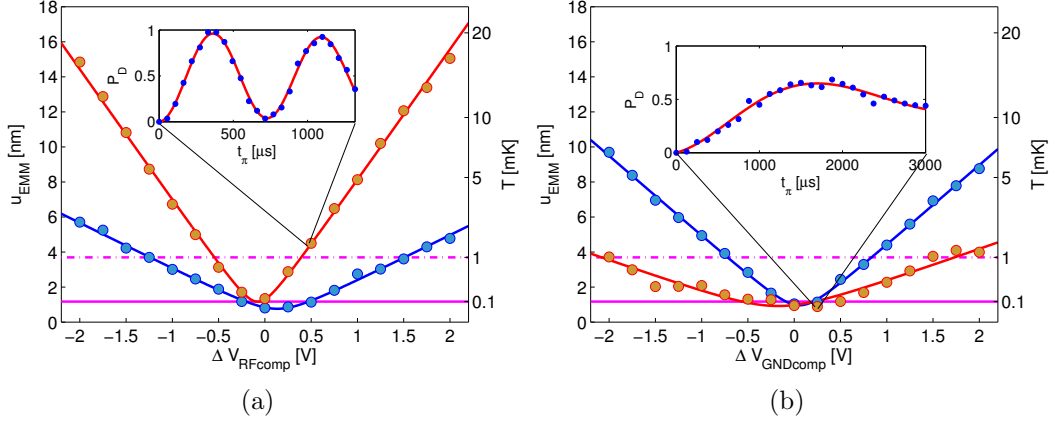 18
16
14
12
10
8
6
4
2
0
u_EMM [nm]
−2 −1.5 −1 −0.5 0 0.5 1 1.5 2
Δ V_RFcomp [V]
20
10
5
1
0.1
T [mK]
1
0.5
0
P_D
0 500 1000
t_π [μs]
(a)
18
16
14
12
10
8
6
4
2
0
u_EMM [nm]
−2 −1.5 −1 −0.5 0 0.5 1 1.5 2
Δ V_GNDcomp [V]
20
10
5
1
0.1
T [mK]
1
0.5
0
P_D
0 1000 2000 3000
t_π [μs]
(b)